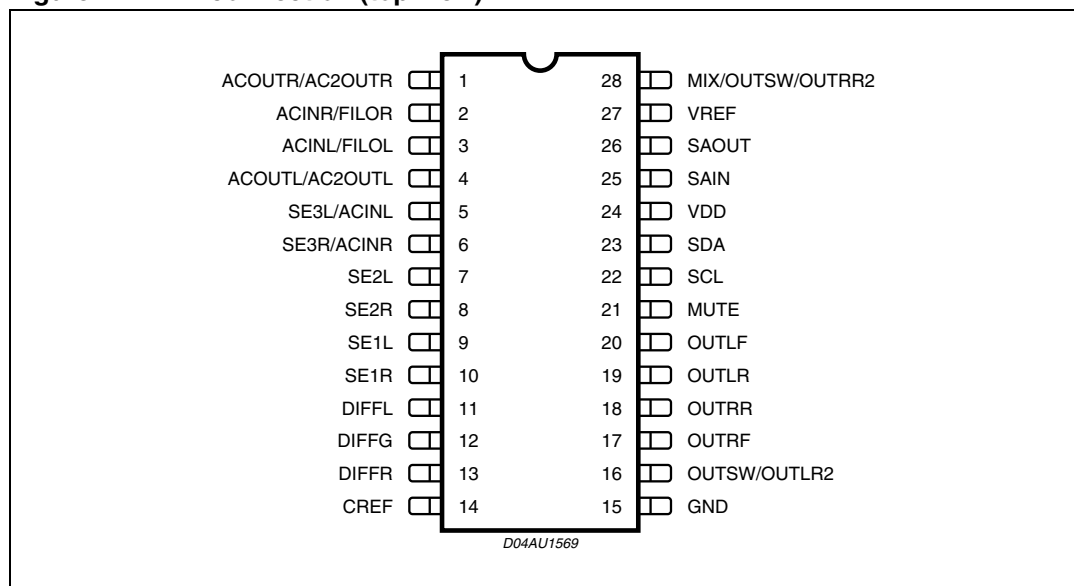 ACOUTR/AC2OUTR 1 28 MIX/OUTSW/OUTRR2
ACINR/FILOR 2 27 VREF
ACINL/FILOL 3 26 SAOUT
ACOUTL/AC2OUTL 4 25 SAIN
SE3L/ACINL 5 24 VDD
SE3R/ACINR 6 23 SDA
SE2L 7 22 SCL
SE2R 8 21 MUTE
SE1L 9 20 OUTLF
SE1R 10 19 OUTLR
DIFFL 11 18 OUTRR
DIFFG 12 17 OUTRF
DIFFR 13 16 OUTSW/OUTLR2
CREF 14 15 GND
D04AU1569